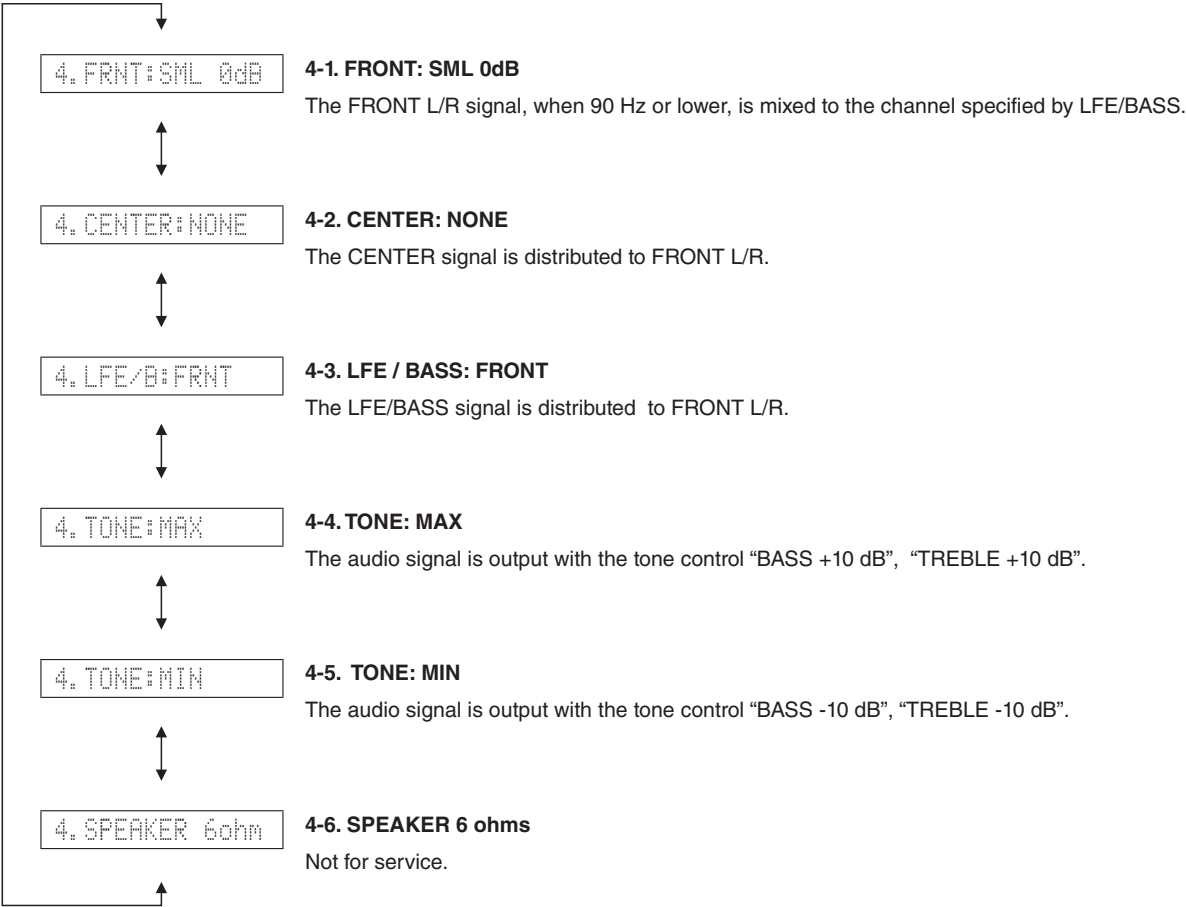 4.FRNT:SML 0dB
4-1. FRONT: SML 0dB
The FRONT L/R signal, when 90 Hz or lower, is mixed to the channel specified by LFE/BASS.
4.CENTER:NONE
4-2. CENTER: NONE
The CENTER signal is distributed to FRONT L/R.
4.LFE/B:FRNT
4-3. LFE / BASS: FRONT
The LFE/BASS signal is distributed to FRONT L/R.
4.TONE:MAX
4-4. TONE: MAX
The audio signal is output with the tone control “BASS +10 dB”, “TREBLE +10 dB”.
4.TONE:MIN
4-5. TONE: MIN
The audio signal is output with the tone control “BASS -10 dB”, “TREBLE -10 dB”.
4.SPEAKER 6ohm
4-6. SPEAKER 6 ohms
Not for service.